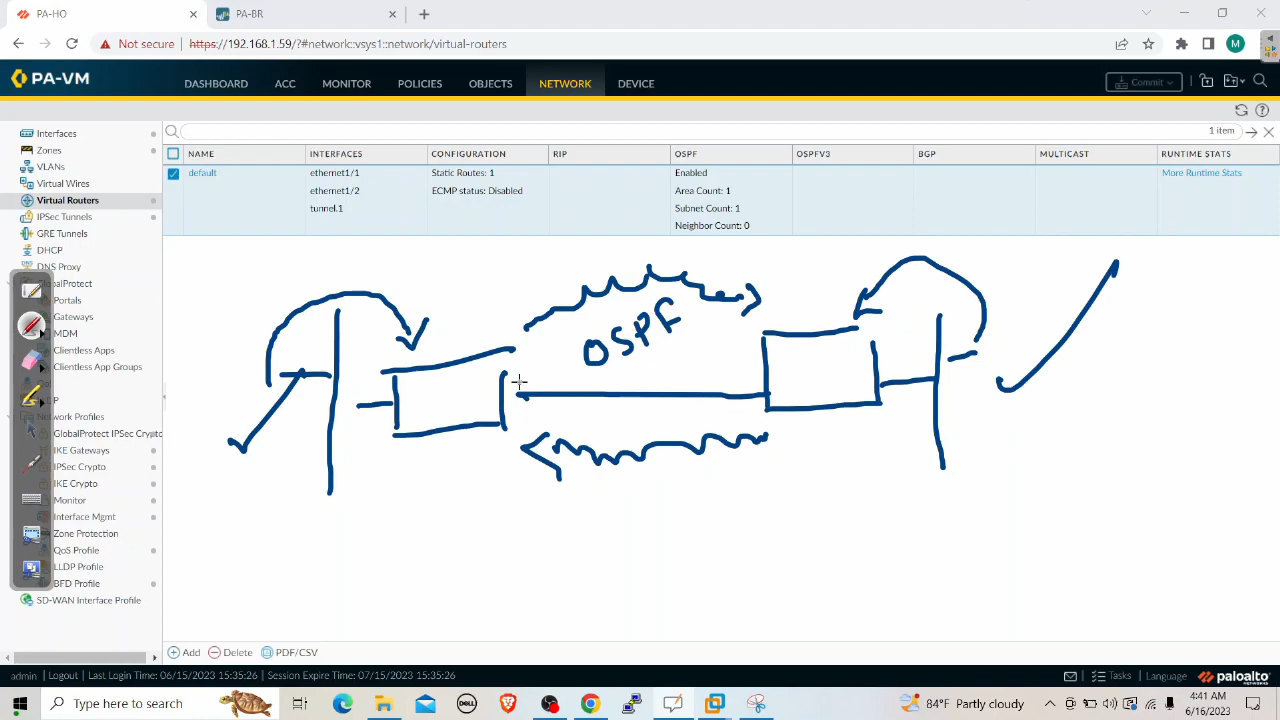 PA-HO
PA-BR
Not secure
https://192.168.1.59/?#network::vsys1::network/virtual-routers
M
PA-VM
DASHBOARD ACC MONITOR POLICIES OBJECTS NETWORK DEVICE
Commit
1 item
NAME INTERFACES CONFIGURATION RIP OSPF OSPFV3 BGP MULTICAST RUNTIME STATS
default ethernet1/1 Static Routes: 1 Enabled More Runtime Stats
ethernet1/2 ECMP status: Disabled Area Count: 1
tunnel.1 Subnet Count: 1
Neighbor Count: 0
Interfaces
Zones
VLANs
Virtual Wires
Virtual Routers
IPSec Tunnels
GRE Tunnels
DHCP
DNS Proxy
GlobalProtect
Portals
Gateways
MDM
Clientless Apps
Clientless App Groups
Network Profiles
GlobalProtect IPSec Crypto
IKE Gateways
IPSec Crypto
IKE Crypto
Monitor
Interface Mgmt
Zone Protection
QoS Profile
LLDP Profile
BFD Profile
SD-WAN Interface Profile
OSPF
Add Delete PDF/CSV
admin Logout Last Login Time: 06/15/2023 15:35:26 Session Expire Time: 07/15/2023 15:35:26 Tasks Language paloalto
NETWORKS
Type here to search
DELL
84°F Partly cloudy
4:41 AM
6/16/2023